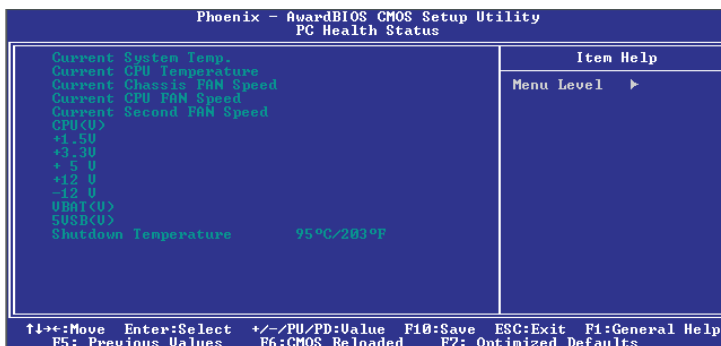 Phoenix - AwardBIOS CMOS Setup Utility
PC Health Status
Current System Temp.
Current CPU Temperature
Current Chassis FAN Speed
Current CPU FAN Speed
Current Second FAN Speed
CPU(V)
+1.5V
+3.3V
+ 5 V
+12 V
-12 V
VBAT(V)
5VSB(V)
Shutdown Temperature 95°C/203°F
Item Help
Menu Level ►
↑↓→←:Move Enter:Select +/-/PU/PD:Value F10:Save ESC:Exit F1:General Help
F5: Previous Values F6:CMOS Reloaded F7: Optimized Defaults